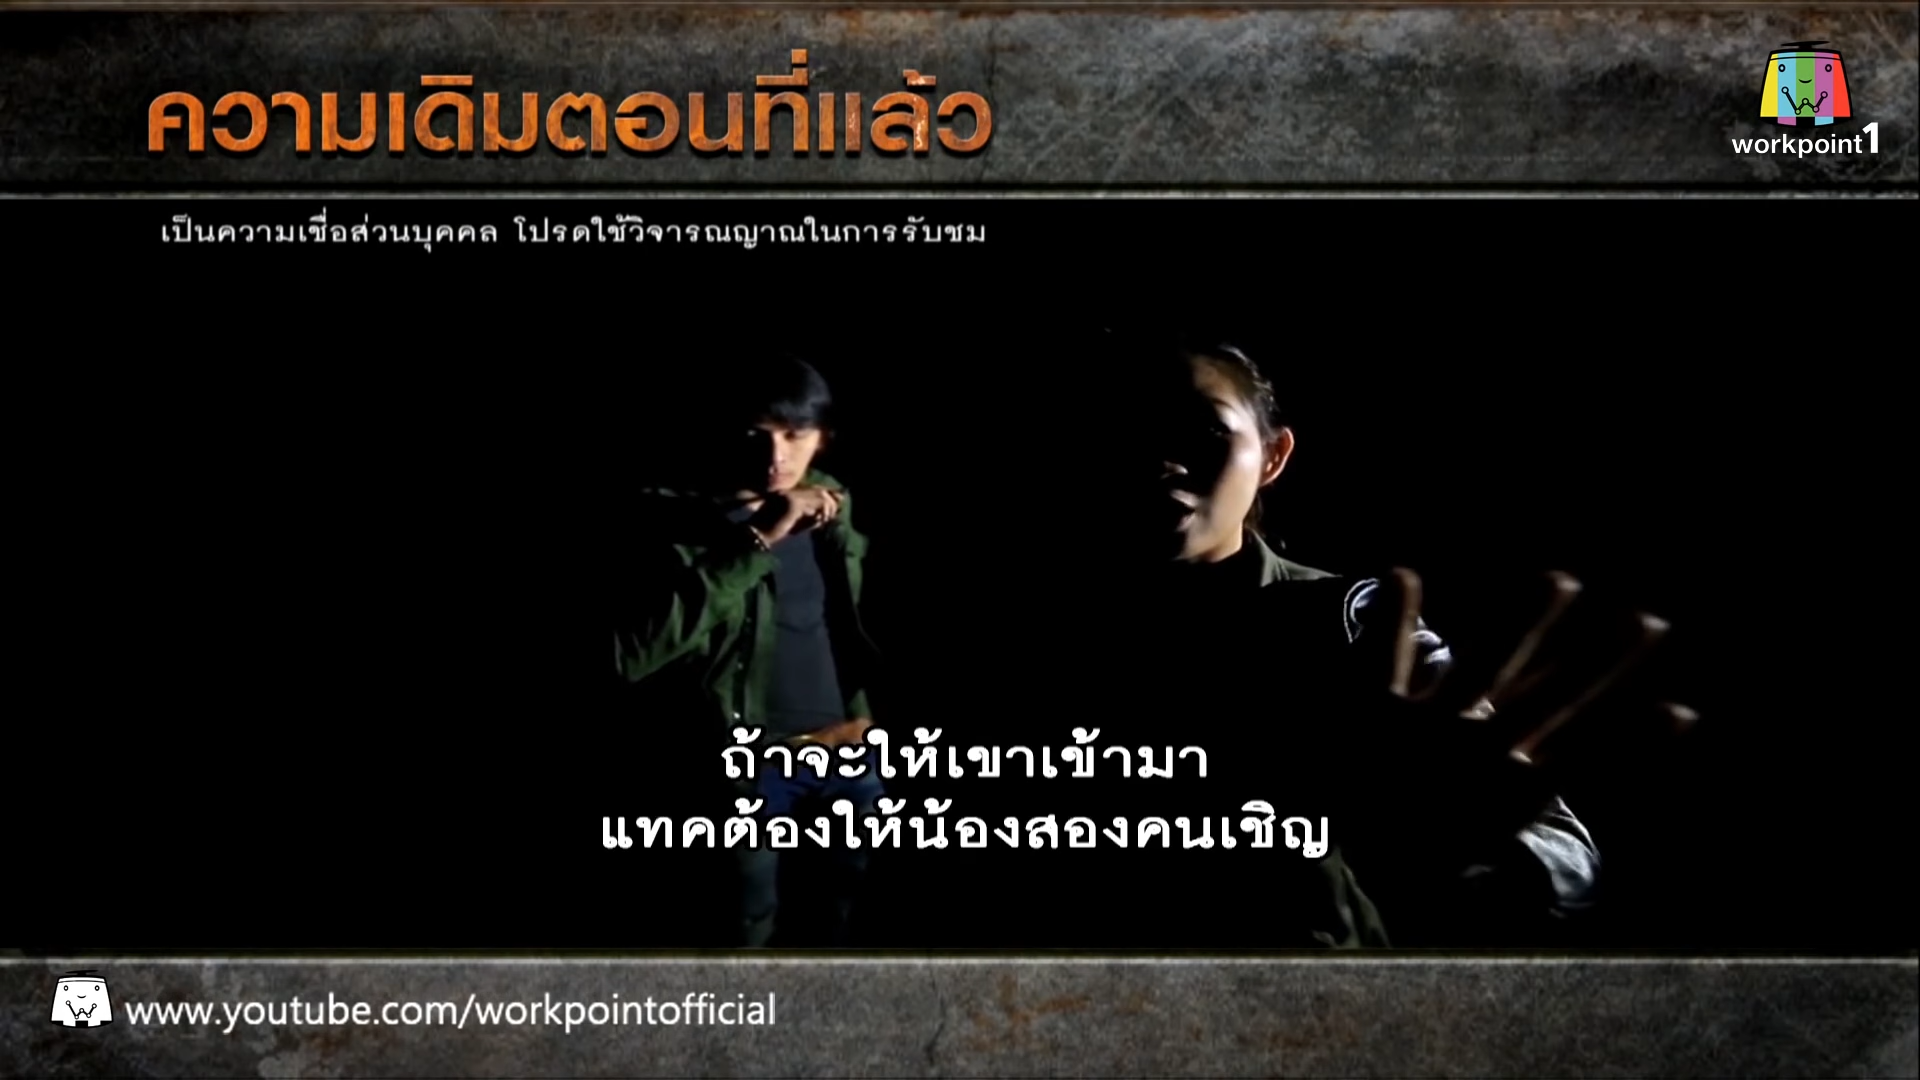 ความเดิมตอนที่แล้ว
workpoint1
เป็นความเชื่อส่วนบุคคล โปรดใช้วิจารณญาณในการรับชม
ถ้าจะให้เขาเข้ามา
แทคต้องให้น้องสองคนเชิญ
www.youtube.com/workpointofficial